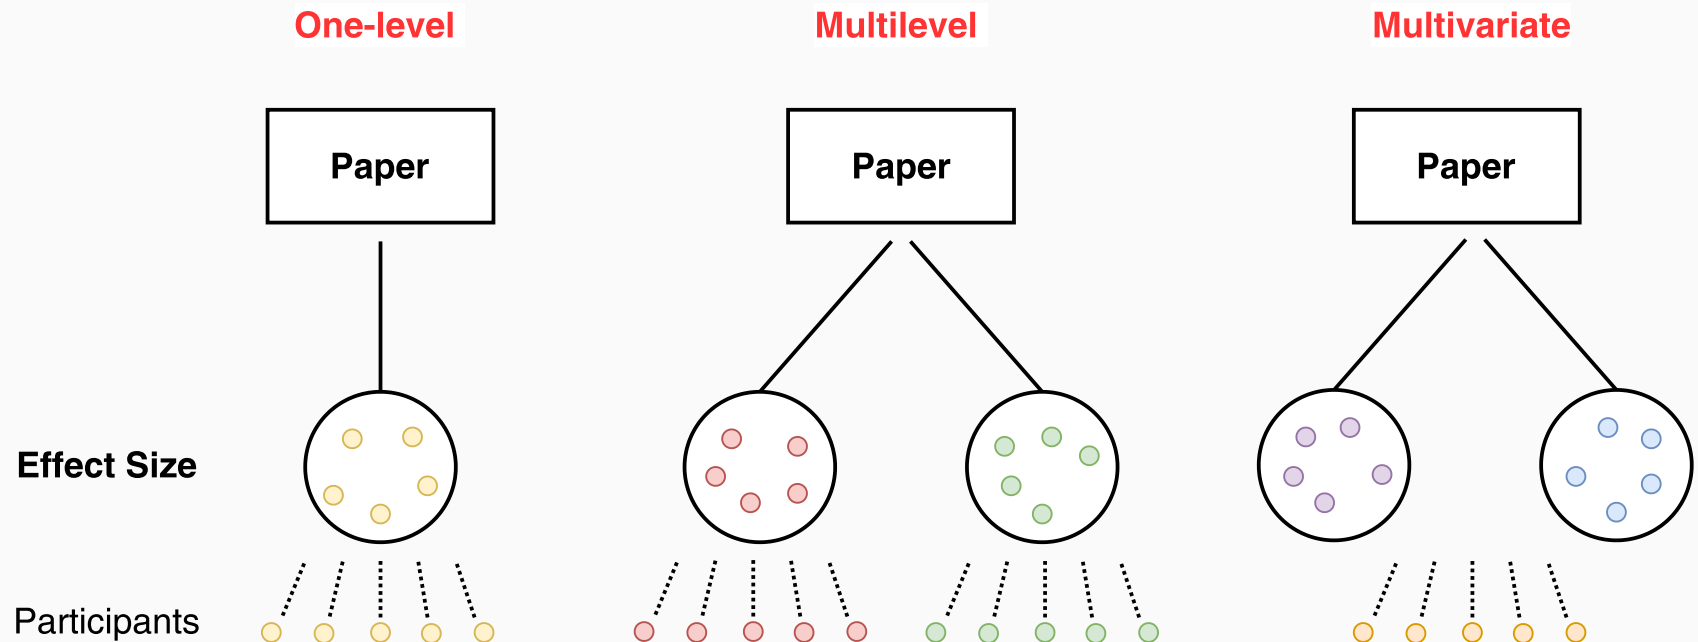 One-level
Multilevel
Multivariate
Paper
Paper
Paper
Effect Size
Participants